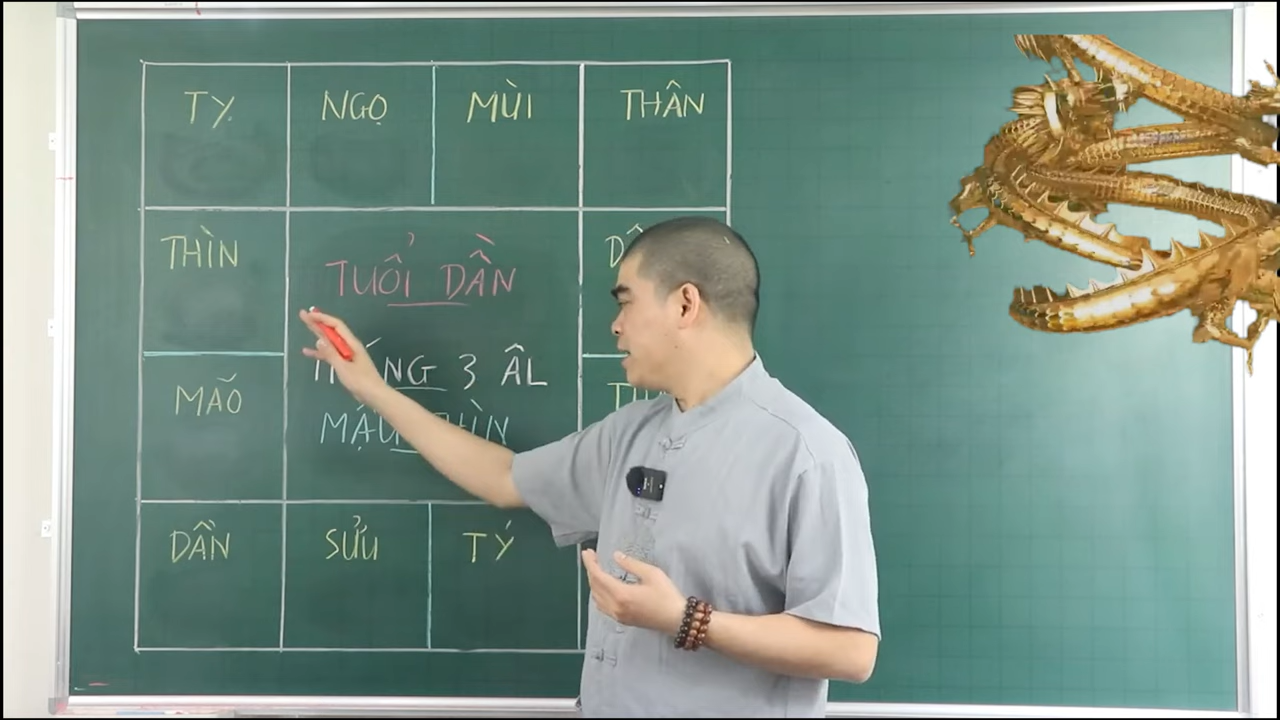 TỴ NGỌ MÙI THÂN
THÌN
TUỔI DẦN
3 ÂL
MÃO
DẦN SỬU TÝ